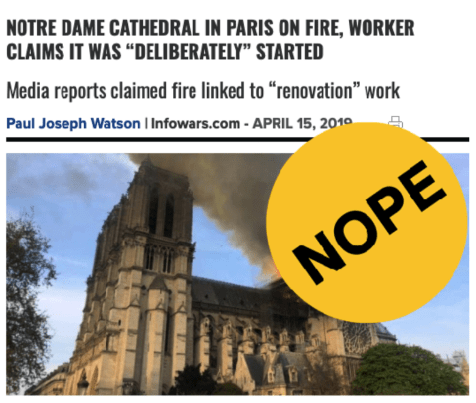 NOTRE DAME CATHEDRAL IN PARIS ON FIRE, WORKER
CLAIMS IT WAS “DELIBERATELY” STARTED
Media reports claimed fire linked to “renovation” work
Paul Joseph Watson | Infowars.com - APRIL 15, 2019
NOPE